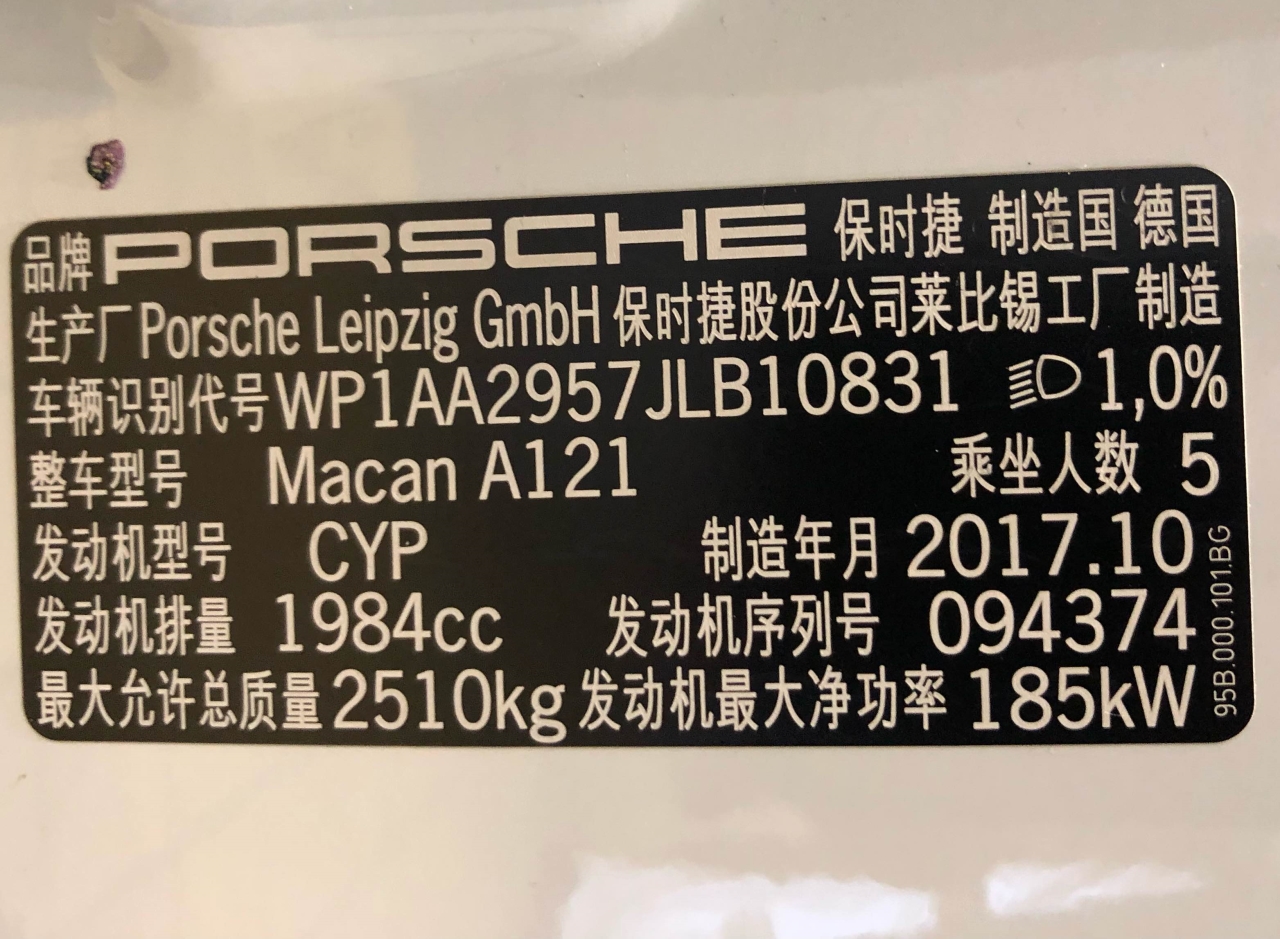 品牌 PORSCHE 保时捷 制造国 德国
生产厂 Porsche Leipzig GmbH 保时捷股份公司莱比锡工厂制造
车辆识别代号 WP1AA2957JLB10831 1,0%
整车型号 Macan A121 乘坐人数 5
发动机型号 CYP 制造年月 2017.10
发动机排量 1984cc 发动机序列号 094374
最大允许总质量 2510kg 发动机最大净功率 185kW
95B.000.101.BG